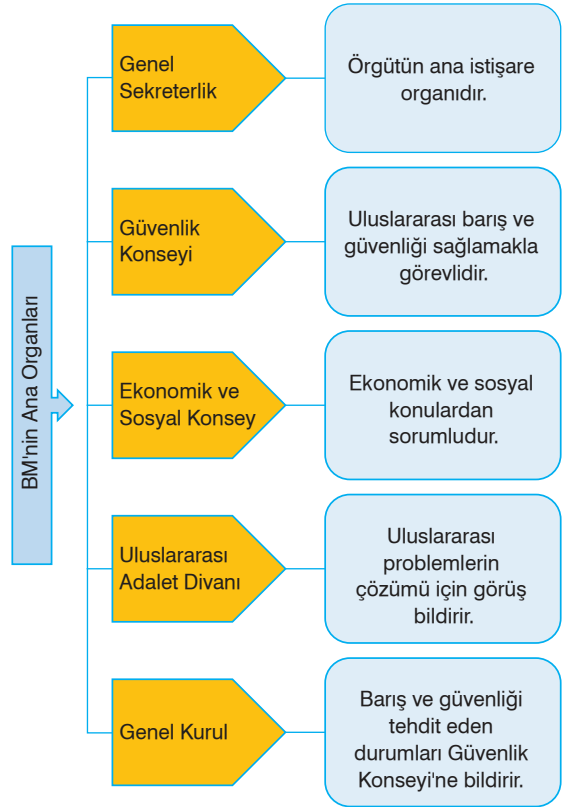 BM'nin Ana Organları
Genel
Sekreterlik
Örgütün ana istişare
organıdır.
Güvenlik
Konseyi
Uluslararası barış ve
güvenliği sağlamakla
görevlidir.
Ekonomik ve
Sosyal Konsey
Ekonomik ve sosyal
konulardan
sorumludur.
Uluslararası
Adalet Divanı
Uluslararası
problemlerin
çözümü için görüş
bildirir.
Genel Kurul
Barış ve güvenliği
tehdit eden
durumları Güvenlik
Konseyi'ne bildirir.